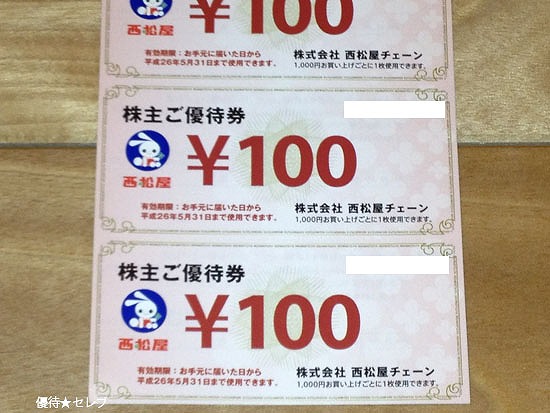 ¥100
西松屋
有効期限：お手元に届いた日から
平成26年5月31日まで使用できます。
株式会社 西松屋チェーン
1,000円お買い上げごとに1枚使用できます。
株主ご優待券
¥100
西松屋
有効期限：お手元に届いた日から
平成26年5月31日まで使用できます。
株式会社 西松屋チェーン
1,000円お買い上げごとに1枚使用できます。
株主ご優待券
¥100
西松屋
有効期限：お手元に届いた日から
平成26年5月31日まで使用できます。
株式会社 西松屋チェーン
1,000円お買い上げごとに1枚使用できます。
優待★セレブ